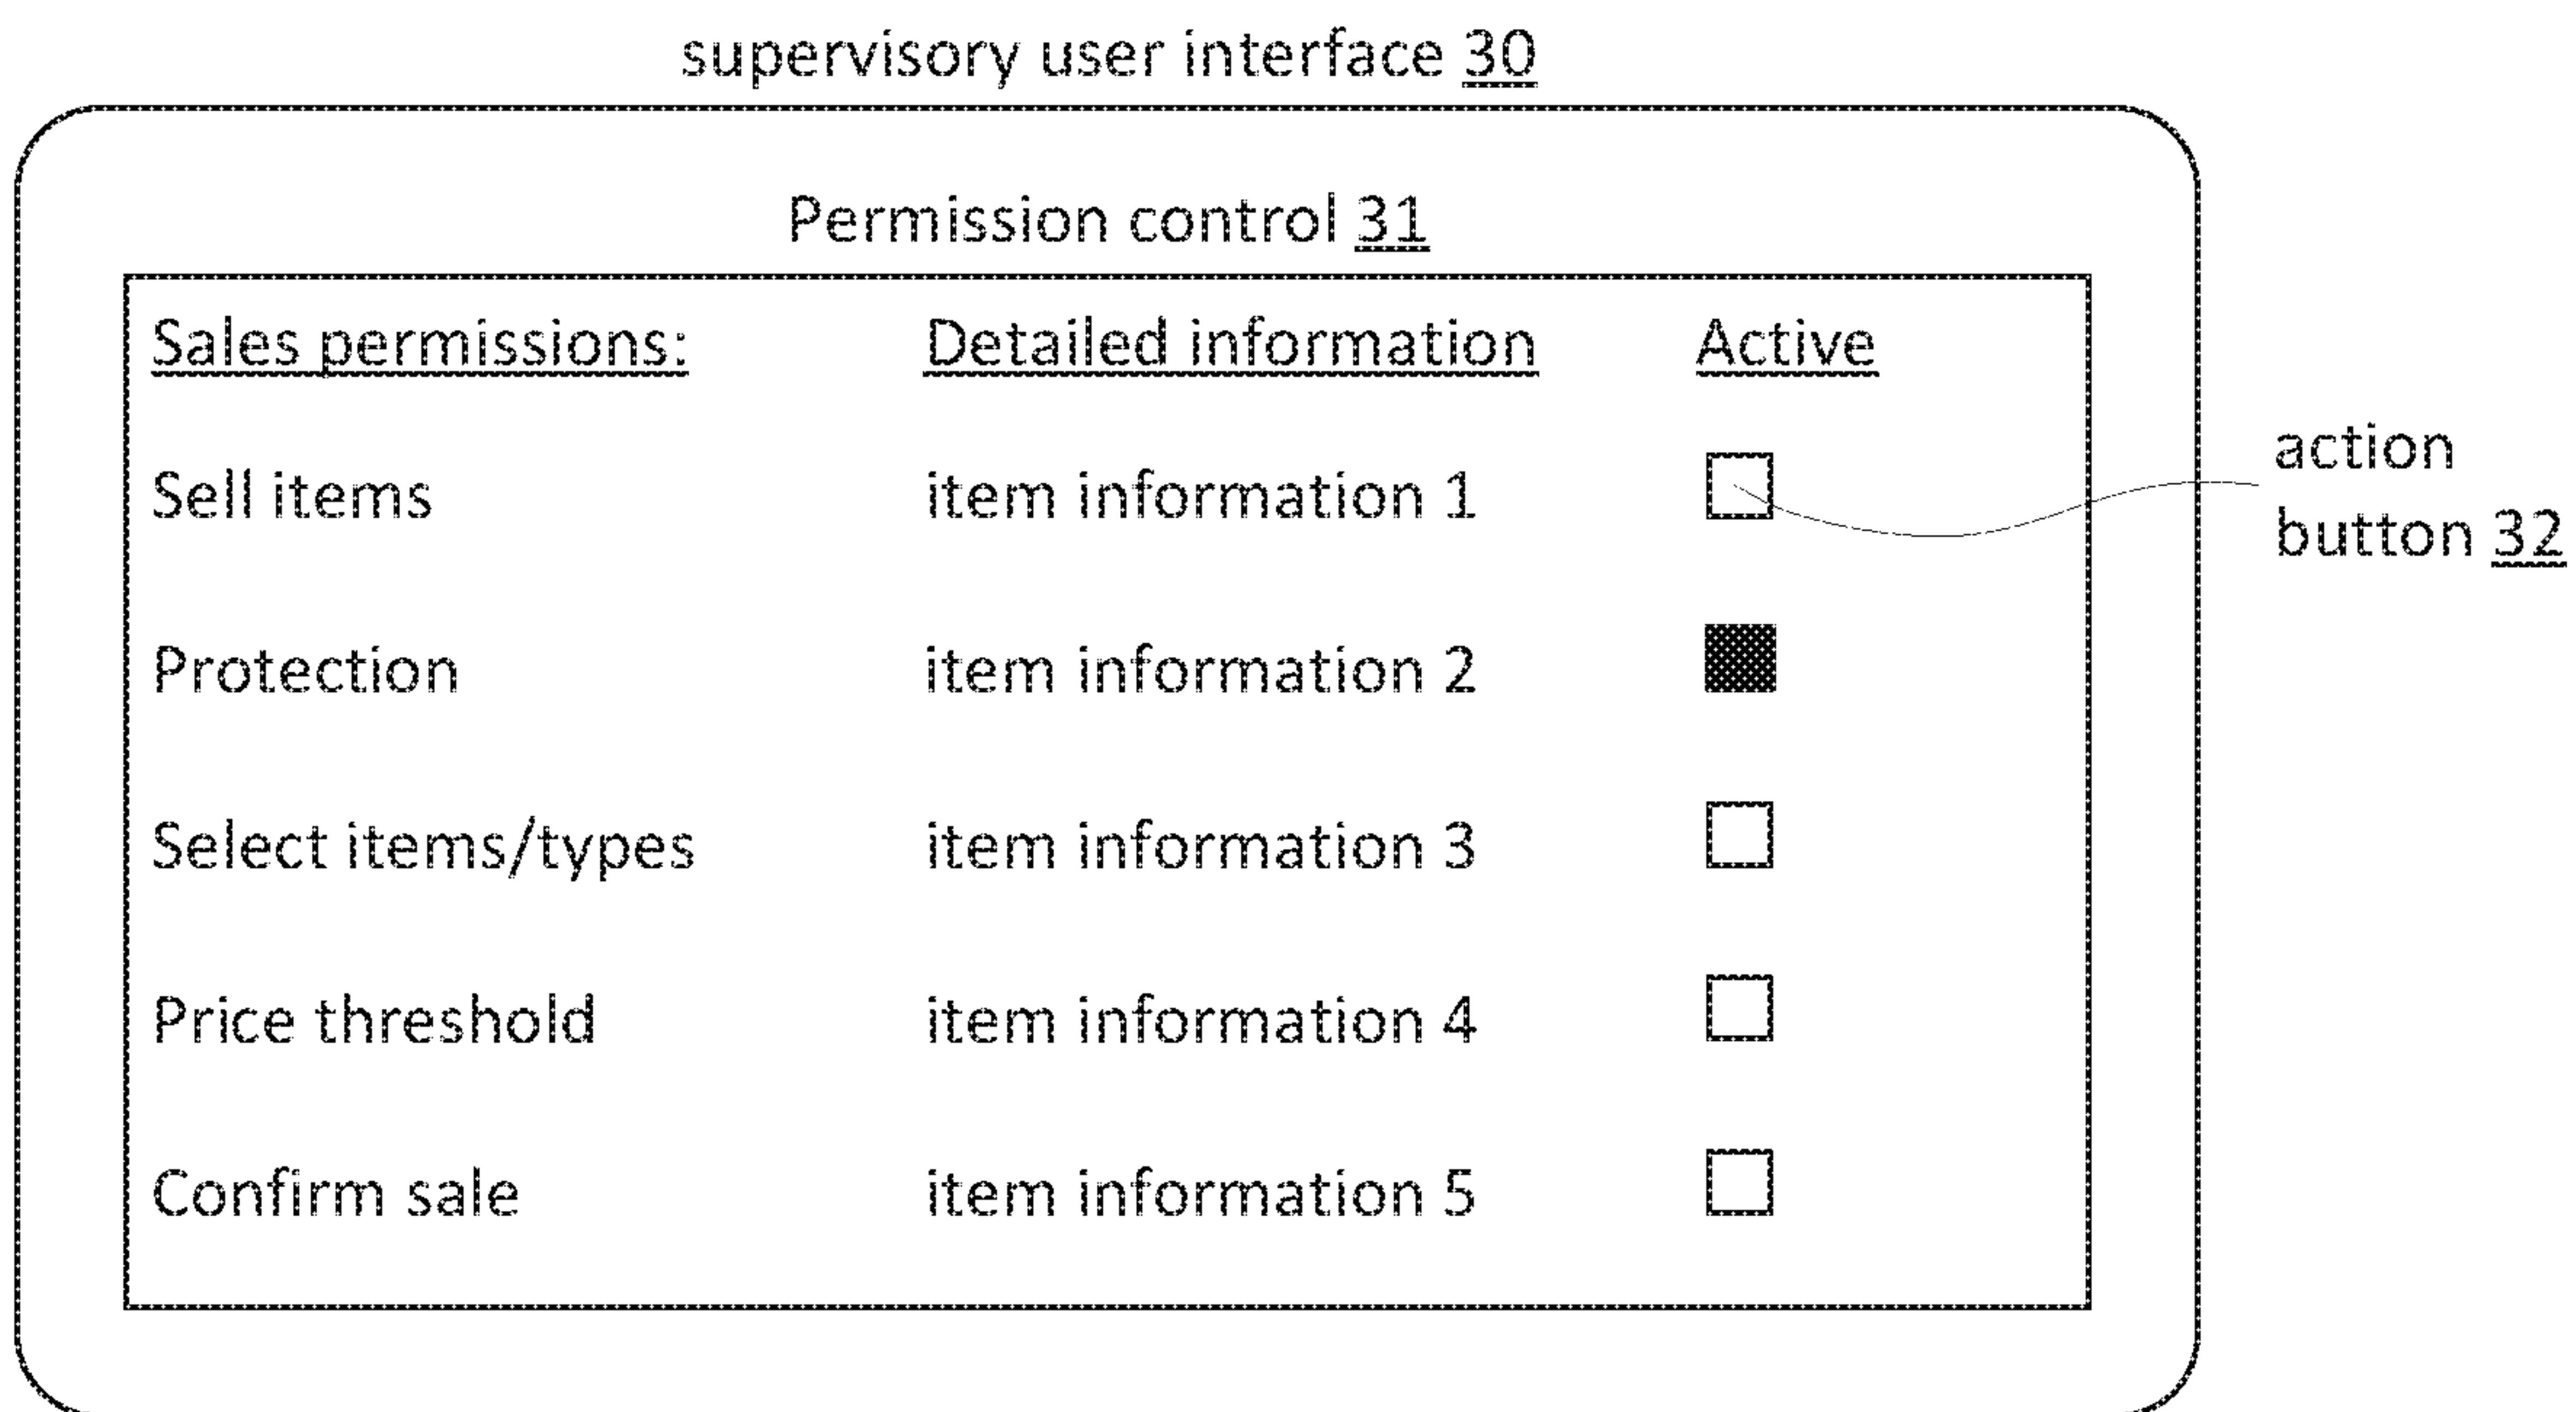 supervisory user interface 30
Permission control 31
Sales permissions: Detailed information Active
Sell items item information 1
action
button 32
Protection item information 2
Select items/types item information 3
Price threshold item information 4
Confirm sale item information 5